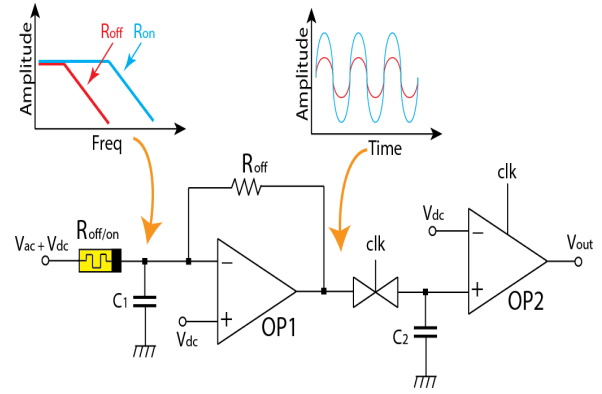 Amplitude
Roff Ron
Freq
Amplitude
Time
Roff
clk
Vac + Vdc
Roff/on
C1
Vdc
OP1
clk
C2
Vdc
OP2
Vout